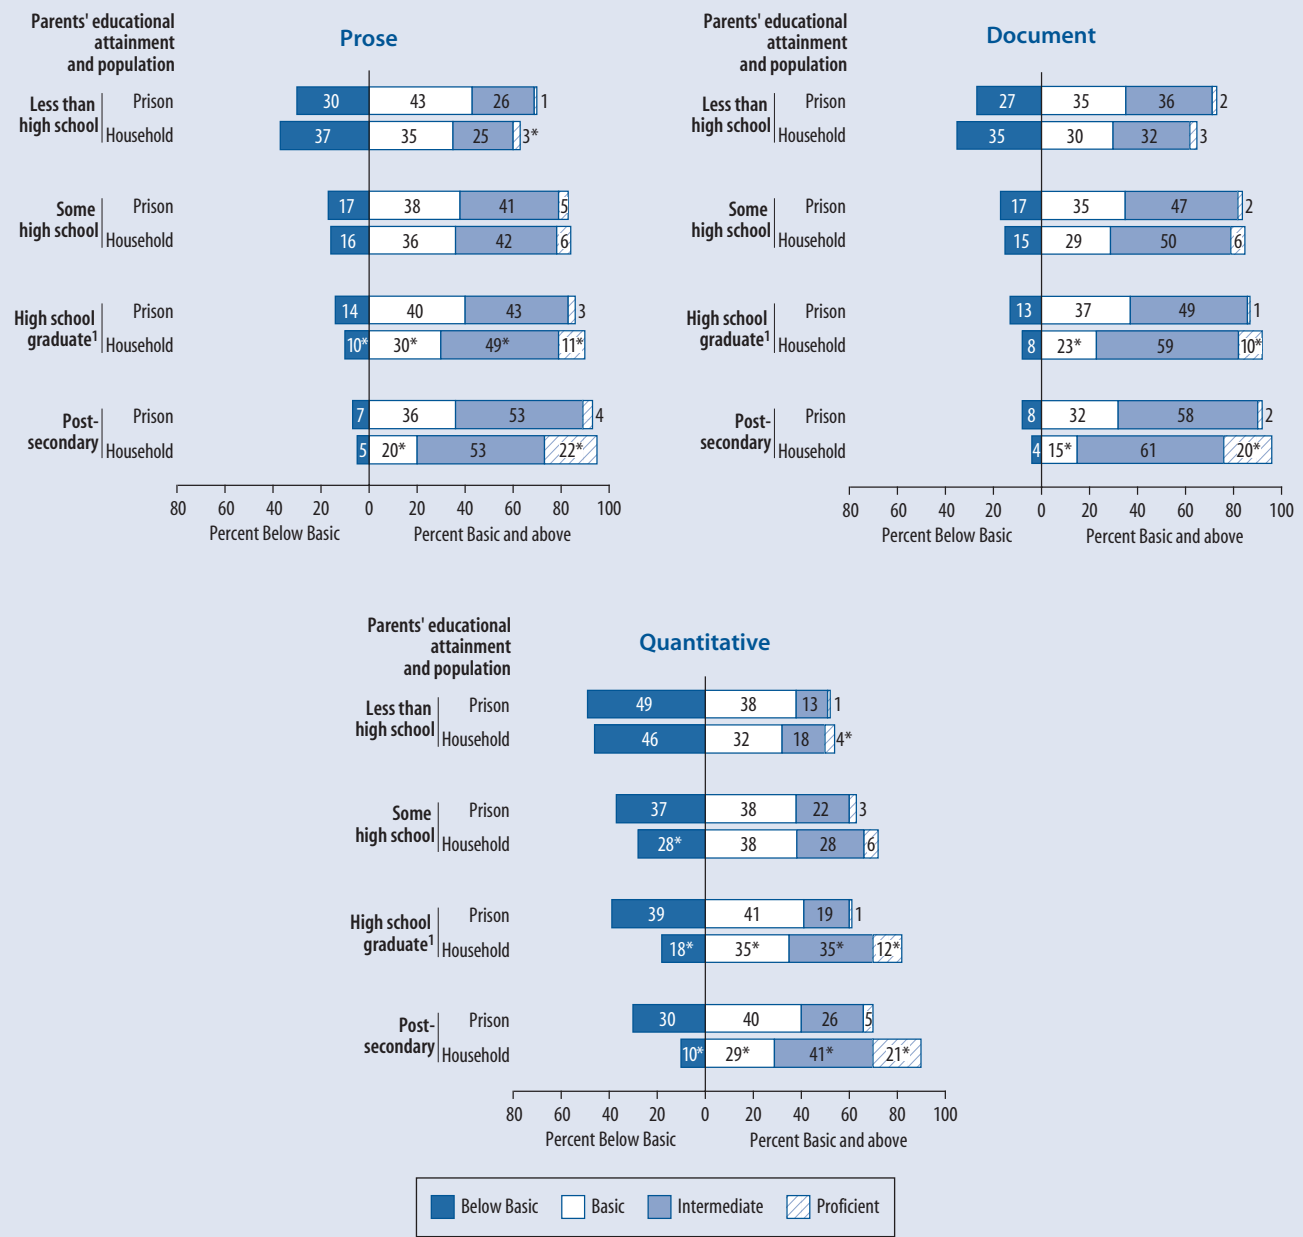 Parents' educational
attainment
and population
Prose
Less than
high school
Prison
30 43 26 1
Household
37 35 25 3*
Some
high school
Prison
17 38 41 5
Household
16 36 42 6
High school
graduate1
Prison
14 40 43 3
Household
10* 30* 49* 11*
Post-
secondary
Prison
7 36 53 4
Household
5 20* 53 22*
80 60 40 20 0 20 40 60 80 100
Percent Below Basic Percent Basic and above
Parents' educational
attainment
and population
Document
Less than
high school
Prison
27 35 36 2
Household
35 30 32 3
Some
high school
Prison
17 35 47 2
Household
15 29 50 6
High school
graduate1
Prison
13 37 49 1
Household
8 23* 59 10*
Post-
secondary
Prison
8 32 58 2
Household
4 15* 61 20*
80 60 40 20 0 20 40 60 80 100
Percent Below Basic Percent Basic and above
Parents' educational
attainment
and population
Quantitative
Less than
high school
Prison
49 38 13 1
Household
46 32 18 4*
Some
high school
Prison
37 38 22 3
Household
28* 38 28 6
High school
graduate1
Prison
39 41 19 1
Household
18* 35* 35* 12*
Post-
secondary
Prison
30 40 26 5
Household
10* 29* 41* 21*
80 60 40 20 0 20 40 60 80 100
Percent Below Basic Percent Basic and above
Below Basic Basic Intermediate Proficient